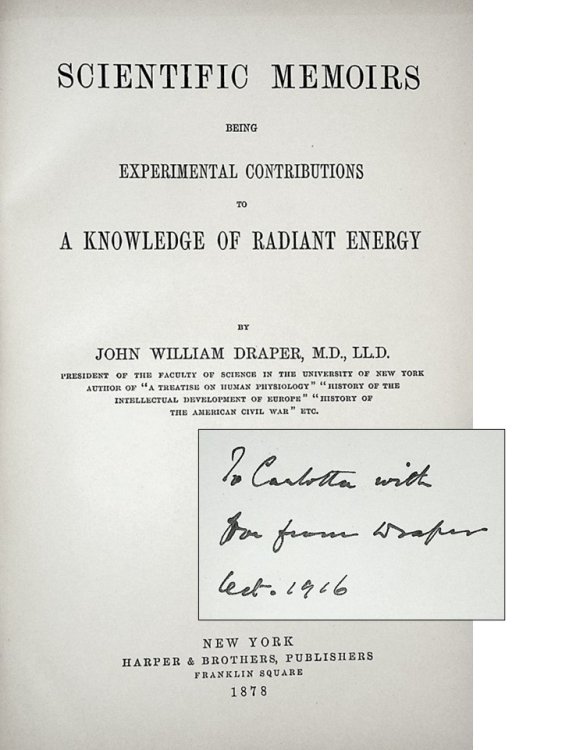 SCIENTIFIC MEMOIRS
BEING
EXPERIMENTAL CONTRIBUTIONS
TO
A KNOWLEDGE OF RADIANT ENERGY
BY
JOHN WILLIAM DRAPER, M.D., LL.D.
PRESIDENT OF THE FACULTY OF SCIENCE IN THE UNIVERSITY OF NEW YORK
AUTHOR OF "A TREATISE ON HUMAN PHYSIOLOGY" "HISTORY OF THE
INTELLECTUAL DEVELOPMENT OF EUROPE" "HISTORY OF
THE AMERICAN CIVIL WAR" ETC.
To Carlotta with
from Draper
Oct. 1916
NEW YORK
HARPER & BROTHERS, PUBLISHERS
FRANKLIN SQUARE
1878